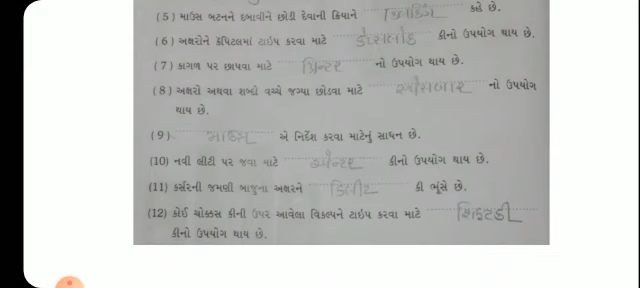 (5) માઉસ બટનને દબાવીને છોડી દેવાની ક્રિયાને ક્લિકિંગ કહે છે.
(6) અક્ષરોને કૅપિટલમાં ટાઇપ કરવા માટે કૅપ્સલોક કીનો ઉપયોગ થાય છે.
(7) કાગળ પર છાપવા માટે પ્રિન્ટર નો ઉપયોગ થાય છે.
(8) અક્ષરો અથવા શબ્દો વચ્ચે જગ્યા છોડવા માટે સ્પેસબાર નો ઉપયોગ
થાય છે.
(9) માઉસ એ નિર્દેશ કરવા માટેનું સાધન છે.
(10) નવી લીટી પર જવા માટે એન્ટર કીનો ઉપયોગ થાય છે.
(11) કર્સરની જમણી બાજુના અક્ષરને ડિલીટ કી ભૂંસે છે.
(12) કોઈ ચોક્કસ કીની ઉપર આવેલા વિકલ્પને ટાઇપ કરવા માટે શિફ્ટકી
કીનો ઉપયોગ થાય છે.